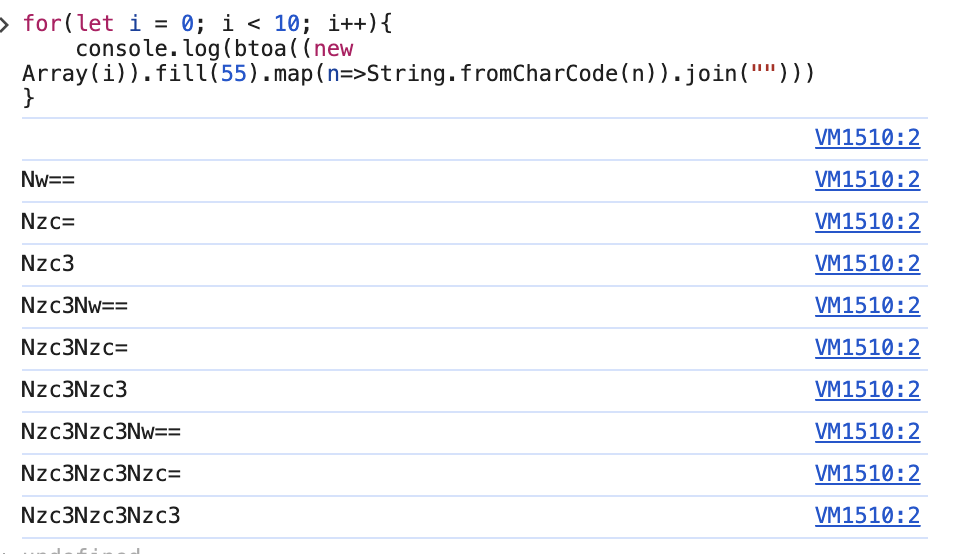 for(let i = 0; i < 10; i++){
    console.log(btoa((new
Array(i)).fill(55).map(n=>String.fromCharCode(n)).join("")))
}
VM1510:2
Nw== VM1510:2
Nzc= VM1510:2
Nzc3 VM1510:2
Nzc3Nw== VM1510:2
Nzc3Nzc= VM1510:2
Nzc3Nzc3 VM1510:2
Nzc3Nzc3Nw== VM1510:2
Nzc3Nzc3Nzc= VM1510:2
Nzc3Nzc3Nzc3 VM1510:2
undefined